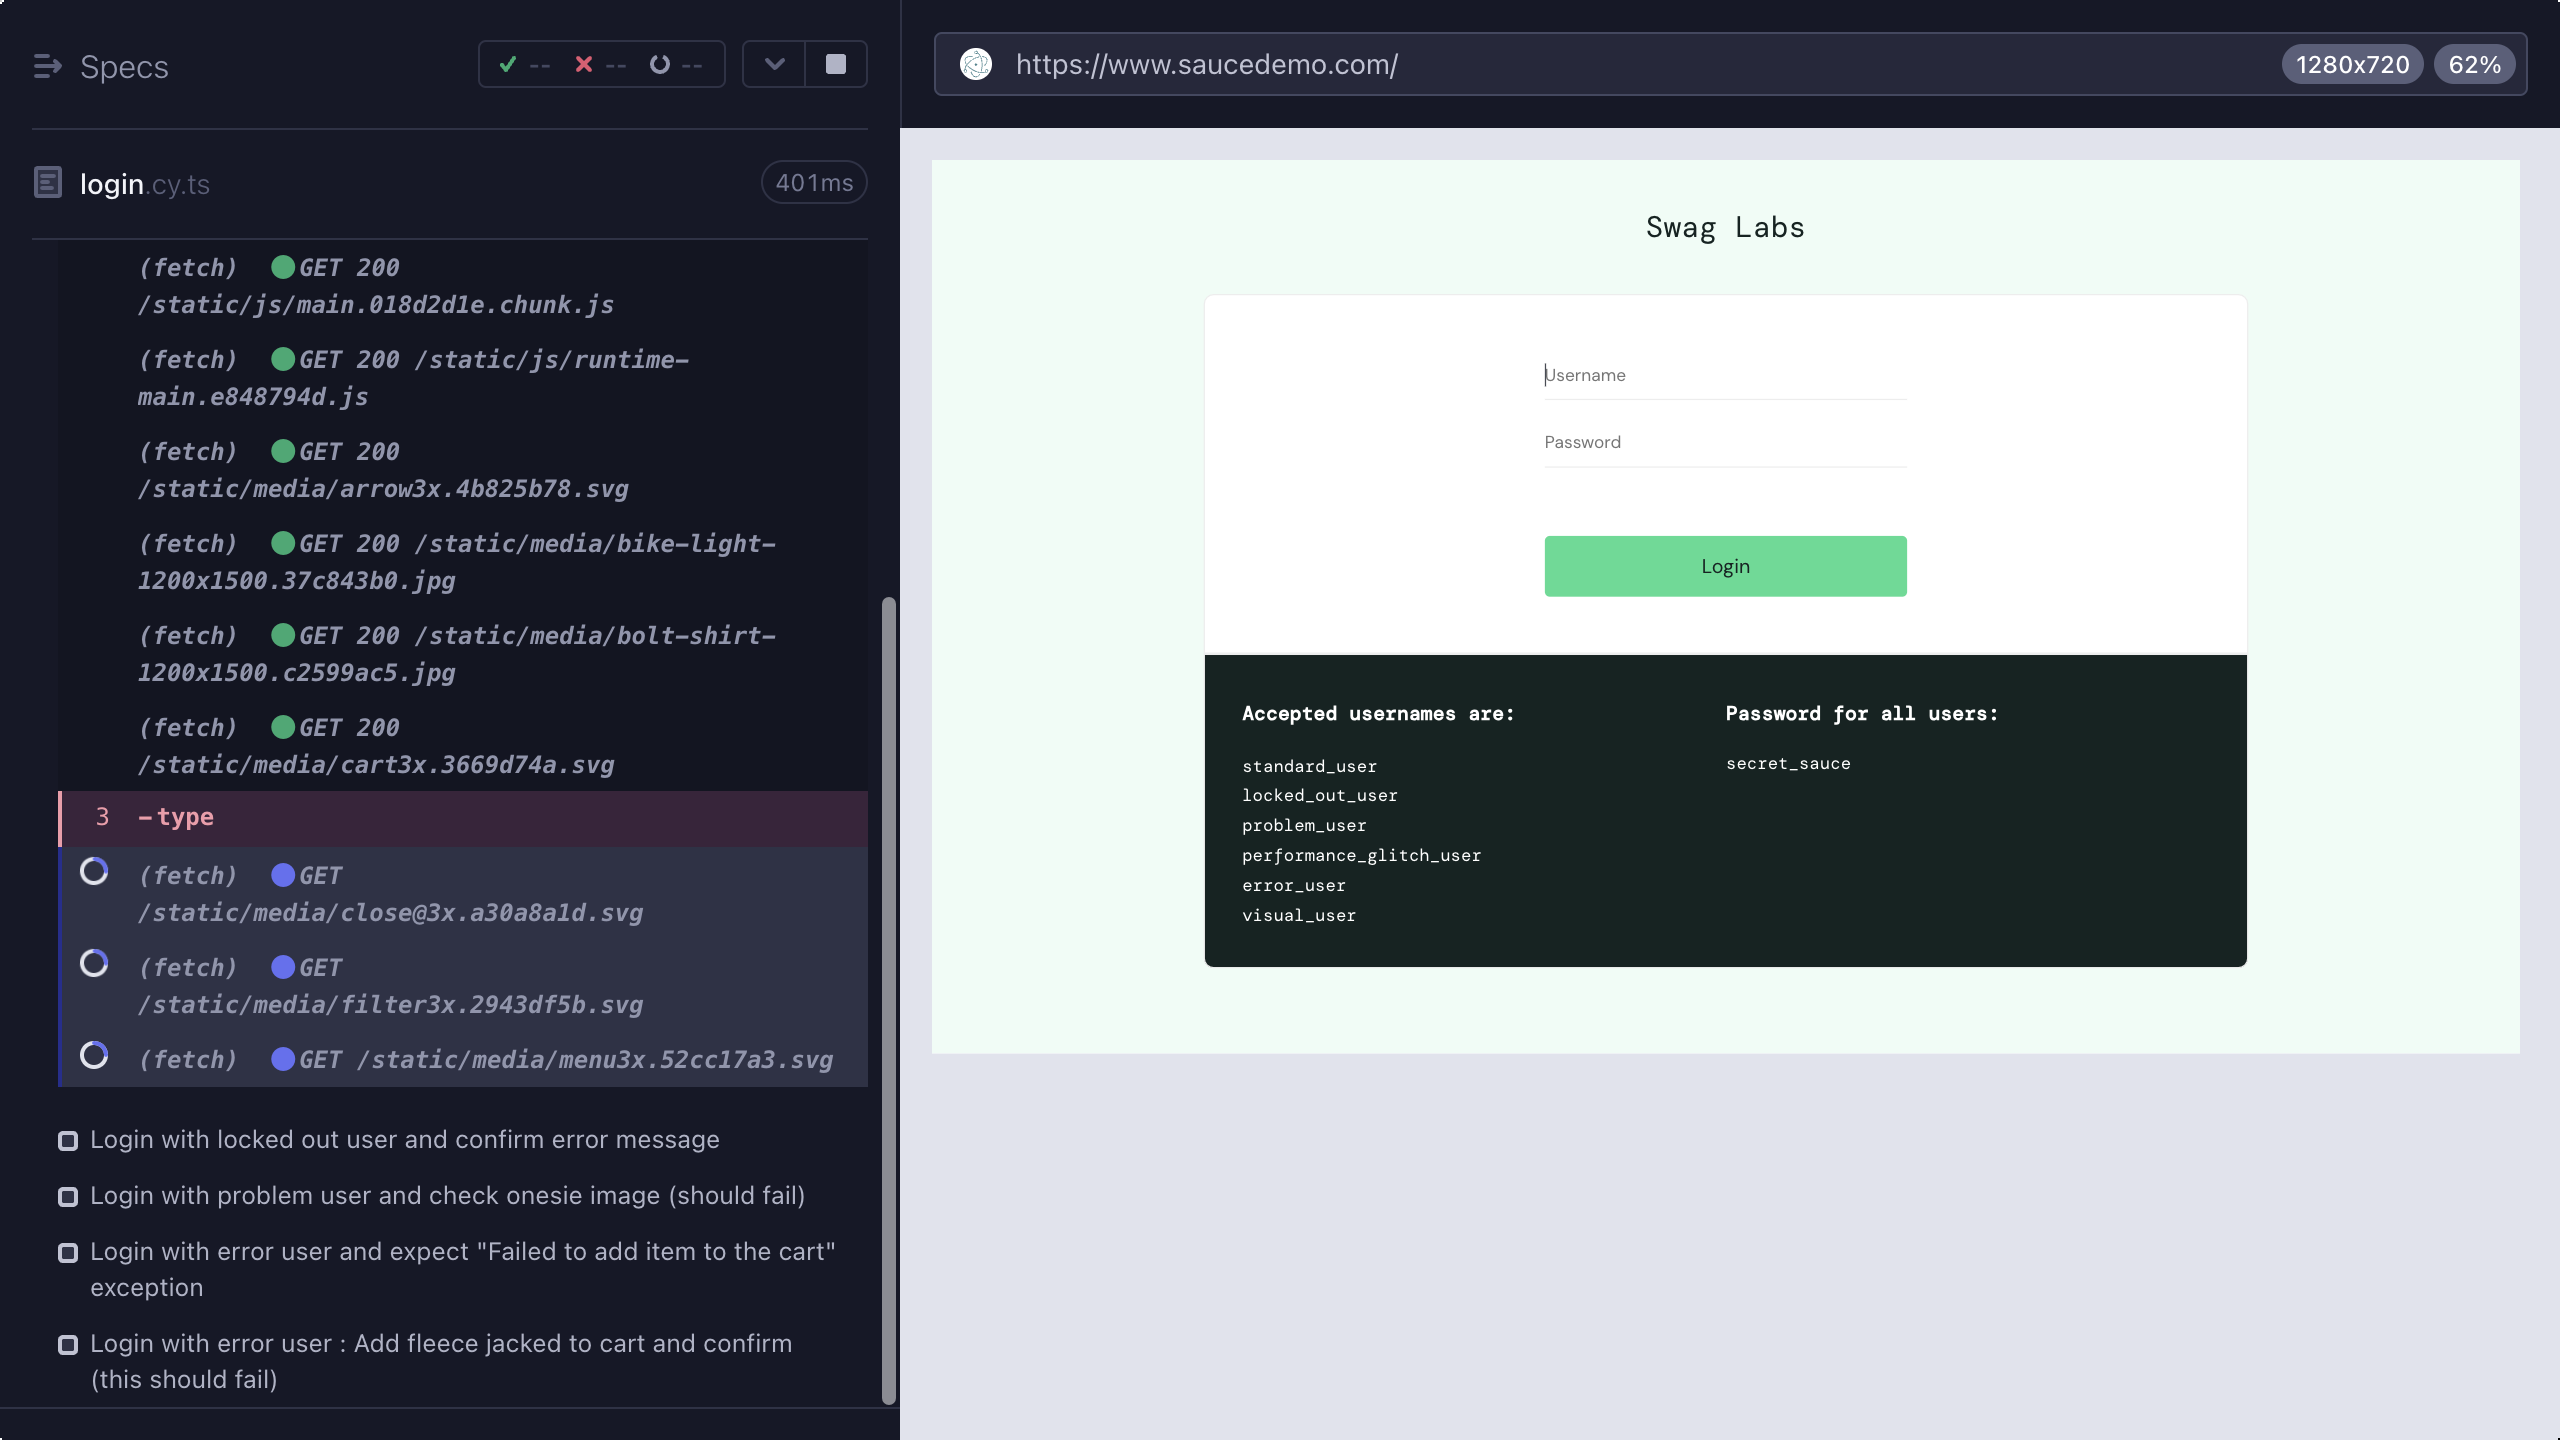 Specs
-- -- --
https://www.saucedemo.com/
1280x720
62%
login.cy.ts
401ms
(fetch) GET 200
/static/js/main.018d2d1e.chunk.js
(fetch) GET 200 /static/js/runtime-
main.e848794d.js
(fetch) GET 200
/static/media/arrow3x.4b825b78.svg
(fetch) GET 200 /static/media/bike-light-
1200x1500.37c843b0.jpg
(fetch) GET 200 /static/media/bolt-shirt-
1200x1500.c2599ac5.jpg
(fetch) GET 200
/static/media/cart3x.3669d74a.svg
3 -type
(fetch) GET
/static/media/close@3x.a30a8a1d.svg
(fetch) GET
/static/media/filter3x.2943df5b.svg
(fetch) GET /static/media/menu3x.52cc17a3.svg
Login with locked out user and confirm error message
Login with problem user and check onesie image (should fail)
Login with error user and expect "Failed to add item to the cart"
exception
Login with error user : Add fleece jacked to cart and confirm
(this should fail)
Swag Labs
Username
Password
Login
Accepted usernames are:
standard_user
locked_out_user
problem_user
performance_glitch_user
error_user
visual_user
Password for all users:
secret_sauce